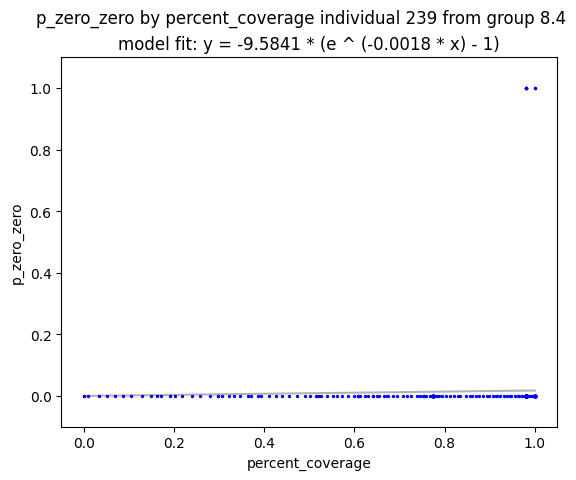 p_zero_zero by percent_coverage individual 239 from group 8.4
model fit: y = -9.5841 * (e ^ (-0.0018 * x) - 1)
1.0
0.8
0.6
0.4
0.2
0.0
p_zero_zero
0.0 0.2 0.4 0.6 0.8 1.0
percent_coverage